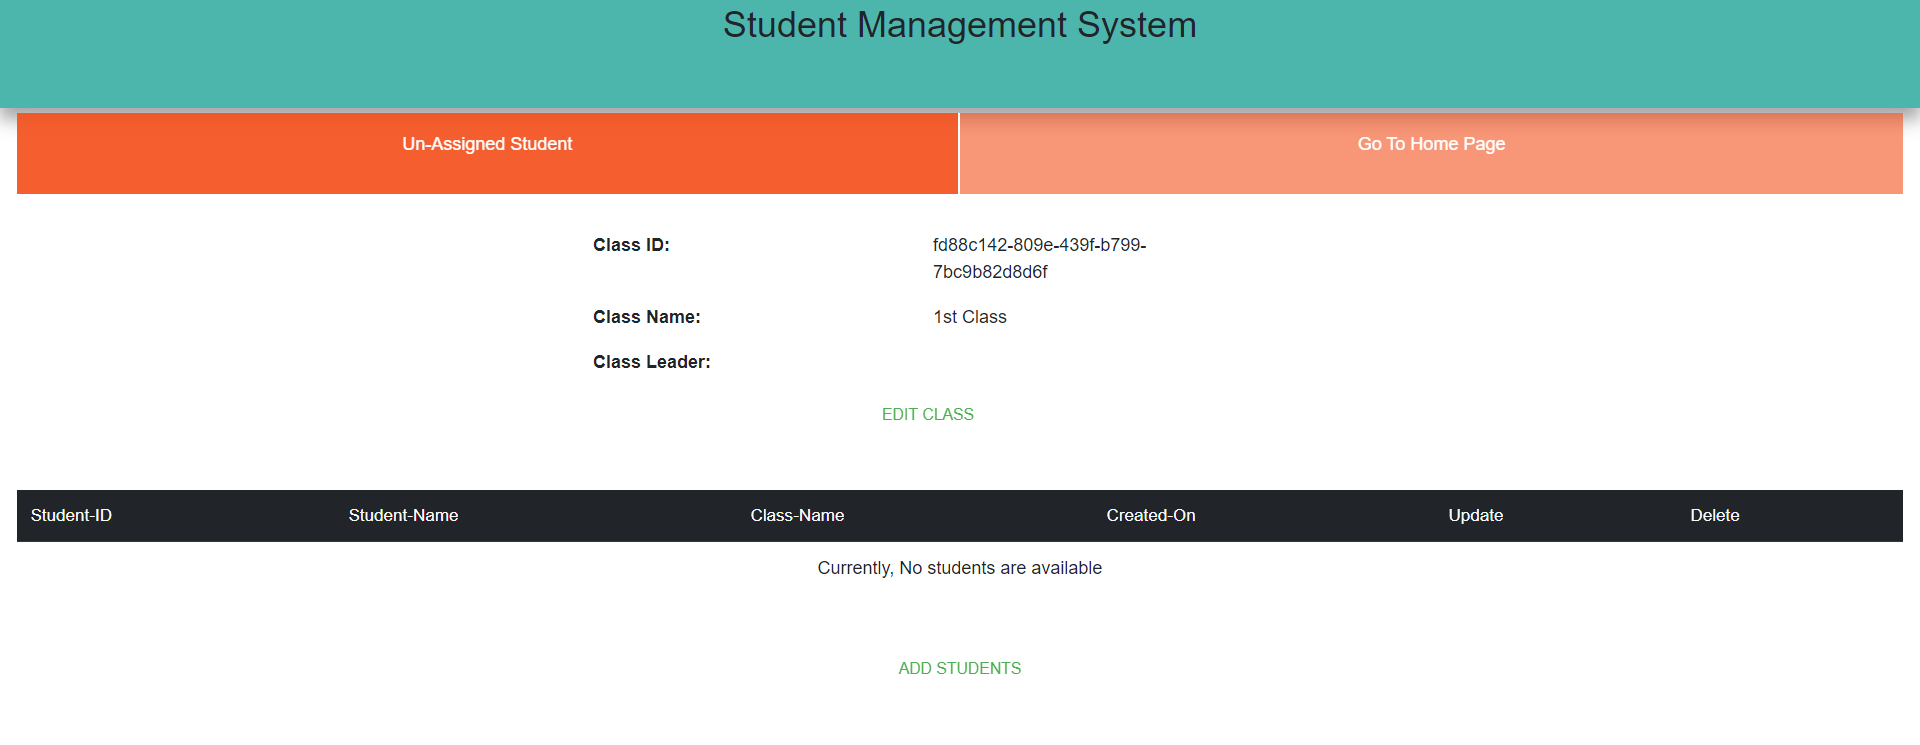 Student Management System
Un-Assigned Student
Go To Home Page
Class ID: fd88c142-809e-439f-b799-
7bc9b82d8d6f
Class Name: 1st Class
Class Leader:
EDIT CLASS
Student-ID Student-Name Class-Name Created-On Update Delete
Currently, No students are available
ADD STUDENTS